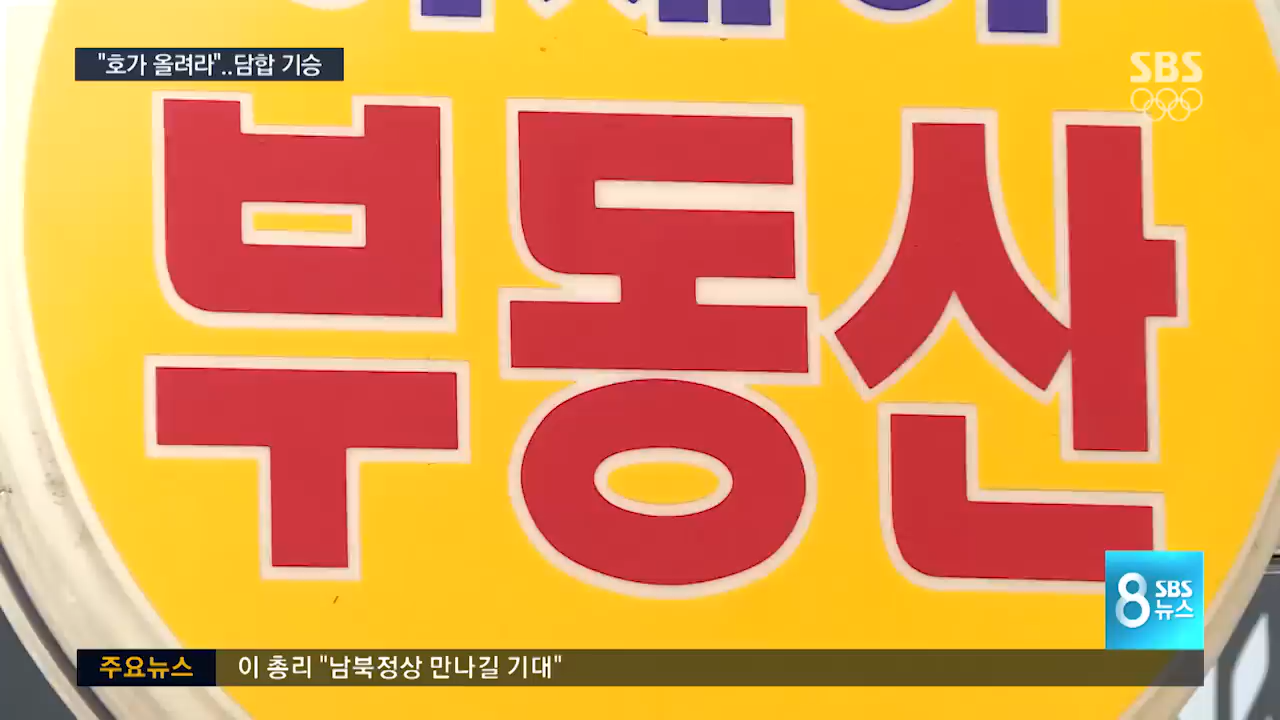 "호가 올려라"..담합 기승
SBS
부동산
8 SBS
뉴스
주요뉴스 이 총리 "남북정상 만나길 기대"